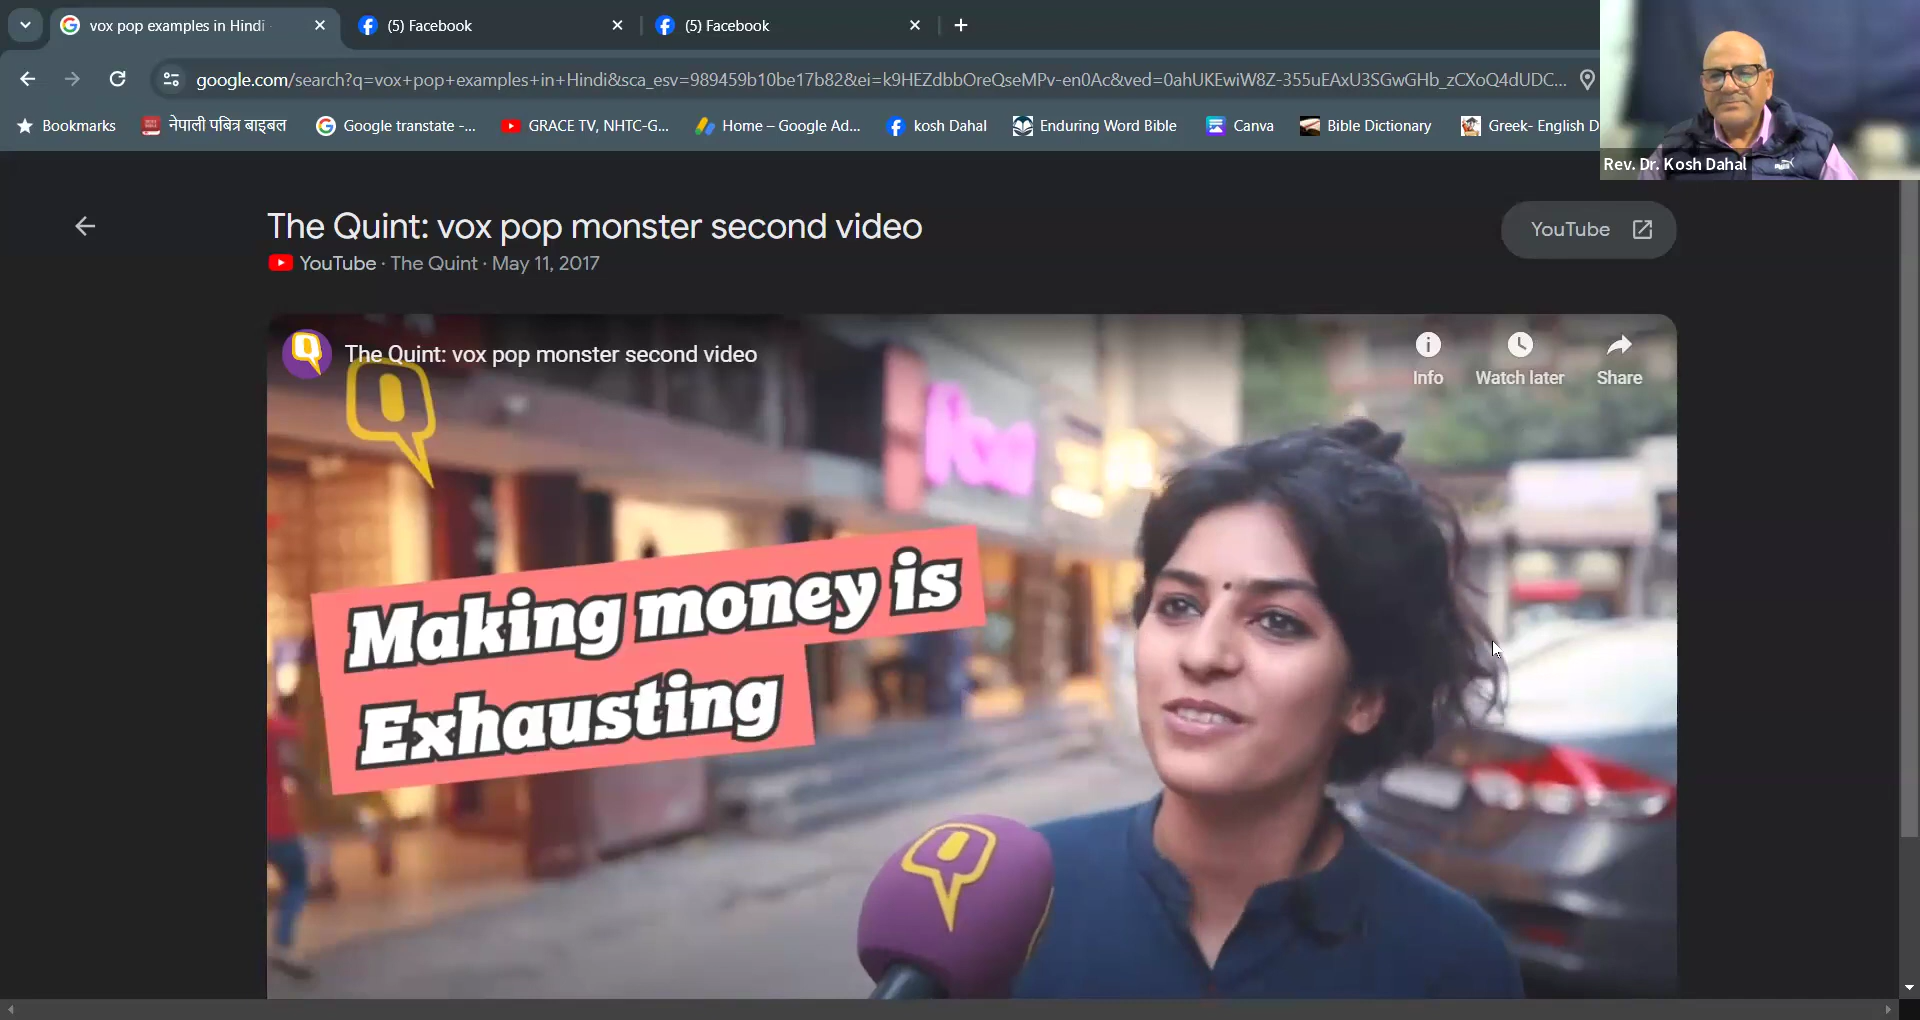 vox pop examples in Hindi
(5) Facebook
(5) Facebook
google.com/search?q=vox+pop+examples+in+Hindi&sca_esv=989459b10be17b82&ei=k9HEZdbbOreQseMPv-en0Ac&ved=0ahUKEwiW8Z-355uEAxU3SGwGHb_zCXoQ4dUDC...
Bookmarks
नेपाली पबित्र बाइबल
Google transtate -...
GRACE TV, NHTC-G...
Home – Google Ad...
kosh Dahal
Enduring Word Bible
Canva
Bible Dictionary
Greek- English D
Rev. Dr. Kosh Dahal
The Quint: vox pop monster second video
YouTube
YouTube · The Quint · May 11, 2017
The Quint: vox pop monster second video
Info
Watch later
Share
Making money is
Exhausting